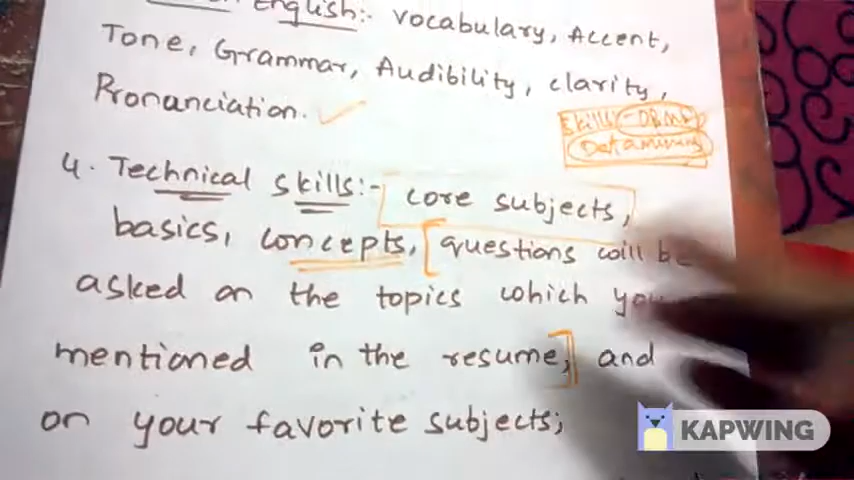 English:- Vocabulary, Accent,
Tone, Grammar, Audibility, clarity,
Pronanciation.
Skills:- DBMS
Datamining
4. Technical skills:- core subjects,
basics, concepts, questions will be
asked on the topics which you
mentioned in the resume, and
on your favorite subjects;
KAPWING